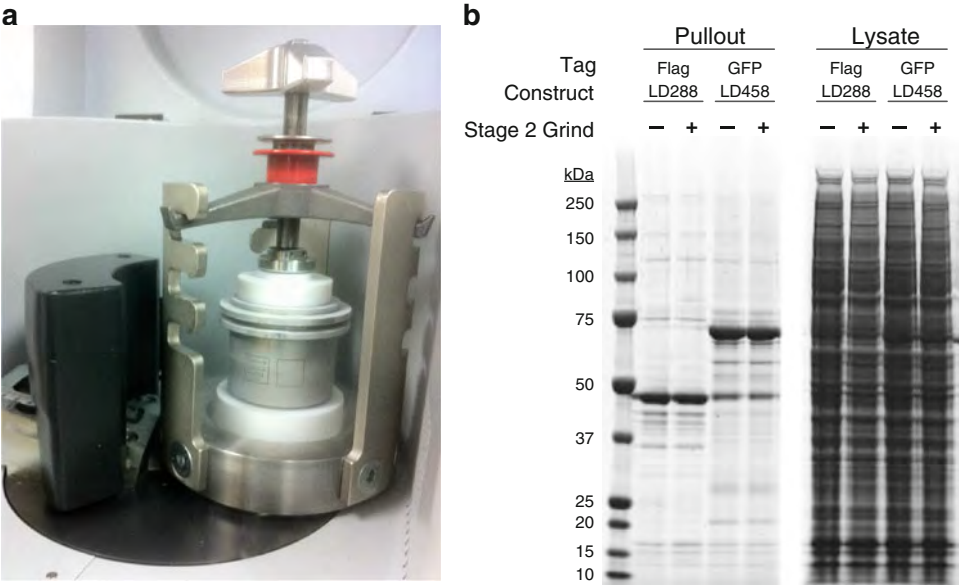 a
b
Pullout Lysate
Tag Flag GFP Flag GFP
Construct LD288 LD458 LD288 LD458
Stage 2 Grind − + − + − + − +
kDa
250
150
100
75
50
37
25
20
15
10